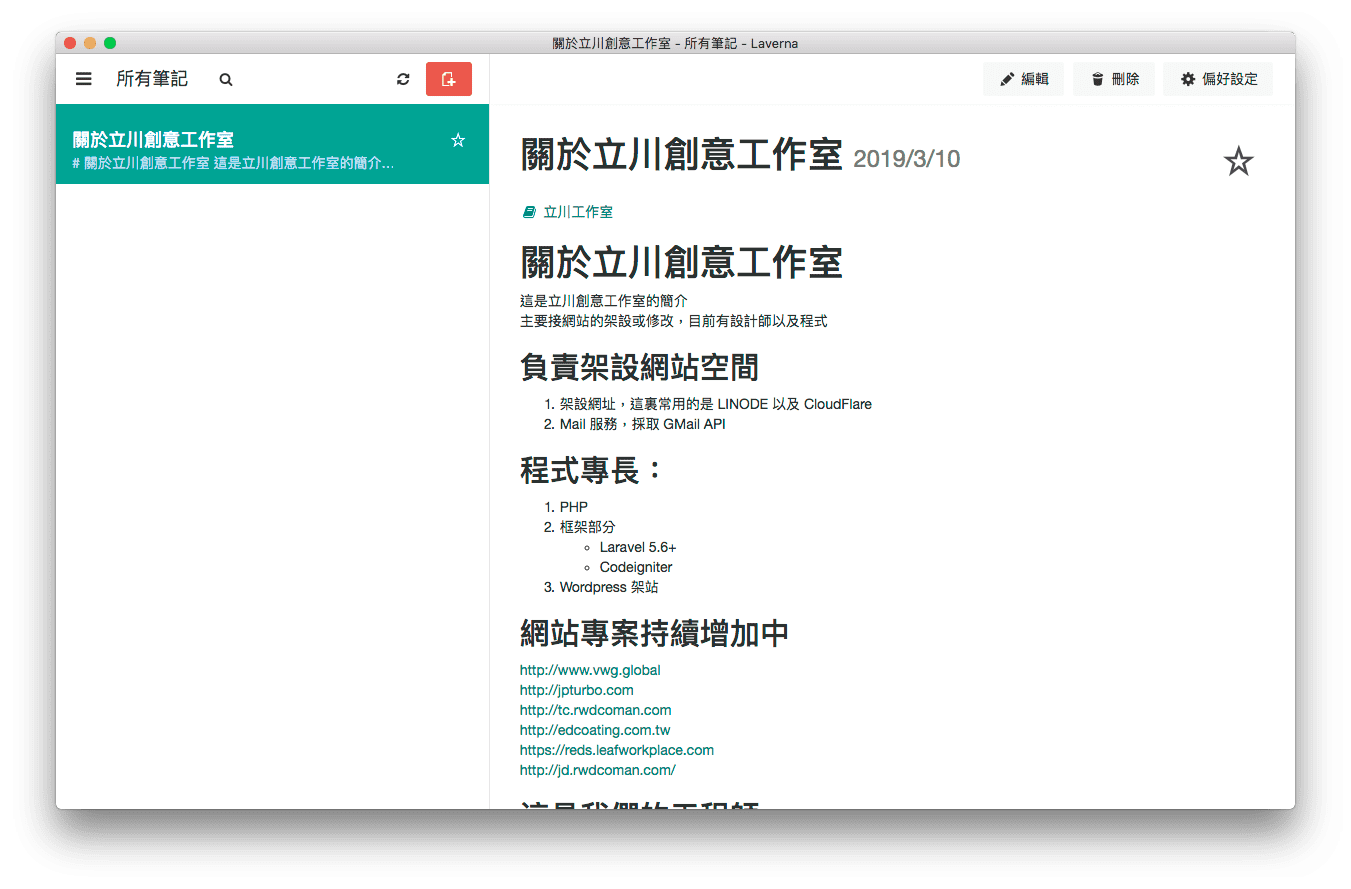 關於立川創意工作室 - 所有筆記 - Laverna
所有筆記
編輯
刪除
偏好設定
關於立川創意工作室
# 關於立川創意工作室 這是立川創意工作室的簡介...
關於立川創意工作室 2019/3/10
立川工作室
關於立川創意工作室
這是立川創意工作室的簡介
主要接網站的架設或修改，目前有設計師以及程式
負責架設網站空間
1. 架設網址，這裏常用的是 LINODE 以及 CloudFlare
2. Mail 服務，採取 GMail API
程式專長：
1. PHP
2. 框架部分
Laravel 5.6+
Codeigniter
3. Wordpress 架站
網站專案持續增加中
http://www.vwg.global
http://jpturbo.com
http://tc.rwdcoman.com
http://edcoating.com.tw
https://reds.leafworkplace.com
http://jd.rwdcoman.com/
這是我們的工程師